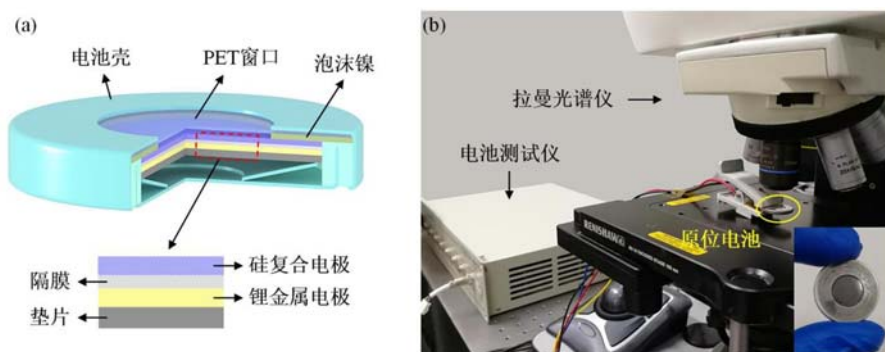 (a)
电池壳
PET窗口
泡沫镍
隔膜
垫片
硅复合电极
锂金属电极
(b)
拉曼光谱仪
电池测试仪
RENISHAW
原位电池